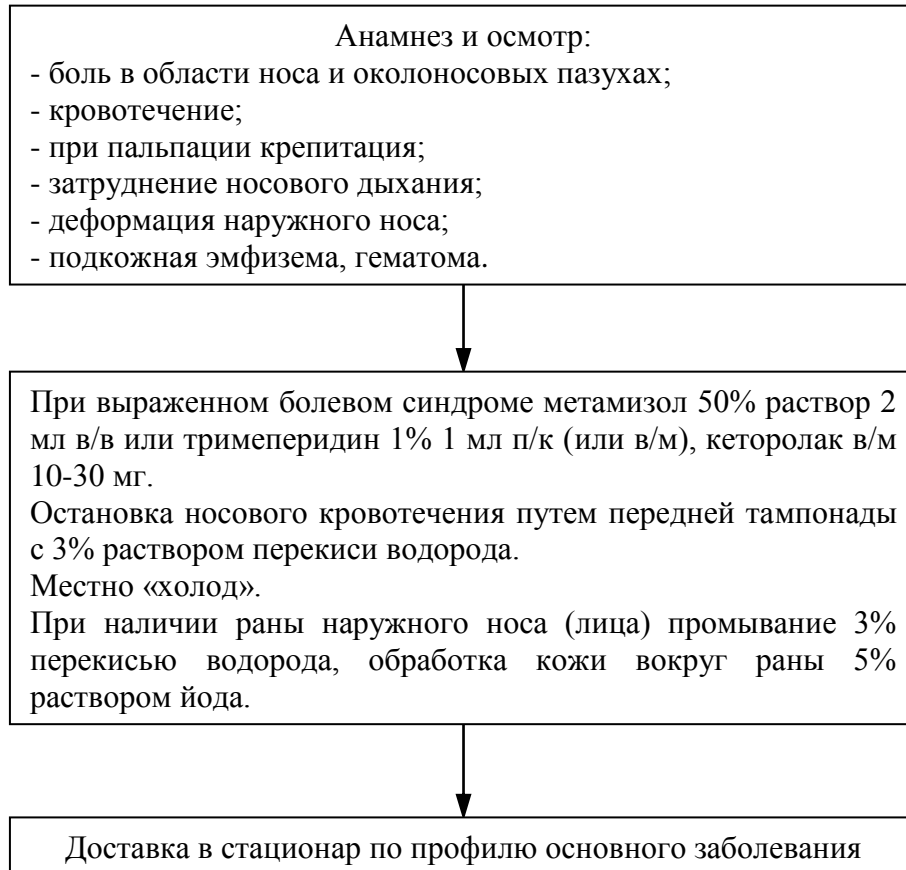 Анамнез и осмотр:
- боль в области носа и околоносовых пазухах;
- кровотечение;
- при пальпации крепитация;
- затруднение носового дыхания;
- деформация наружного носа;
- подкожная эмфизема, гематома.
При выраженном болевом синдроме метамизол 50% раствор 2
мл в/в или тримеперидин 1% 1 мл п/к (или в/м), кеторолак в/м
10-30 мг.
Остановка носового кровотечения путем передней тампонады
с 3% раствором перекиси водорода.
Местно «холод».
При наличии раны наружного носа (лица) промывание 3%
перекисью водорода, обработка кожи вокруг раны 5%
раствором йода.
Доставка в стационар по профилю основного заболевания